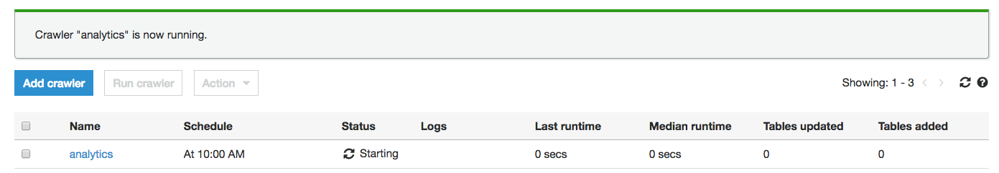 Crawler "analytics" is now running.
Add crawler Run crawler Action Showing: 1 - 3
Name Schedule Status Logs Last runtime Median runtime Tables updated Tables added
analytics At 10:00 AM Starting 0 secs 0 secs 0 0